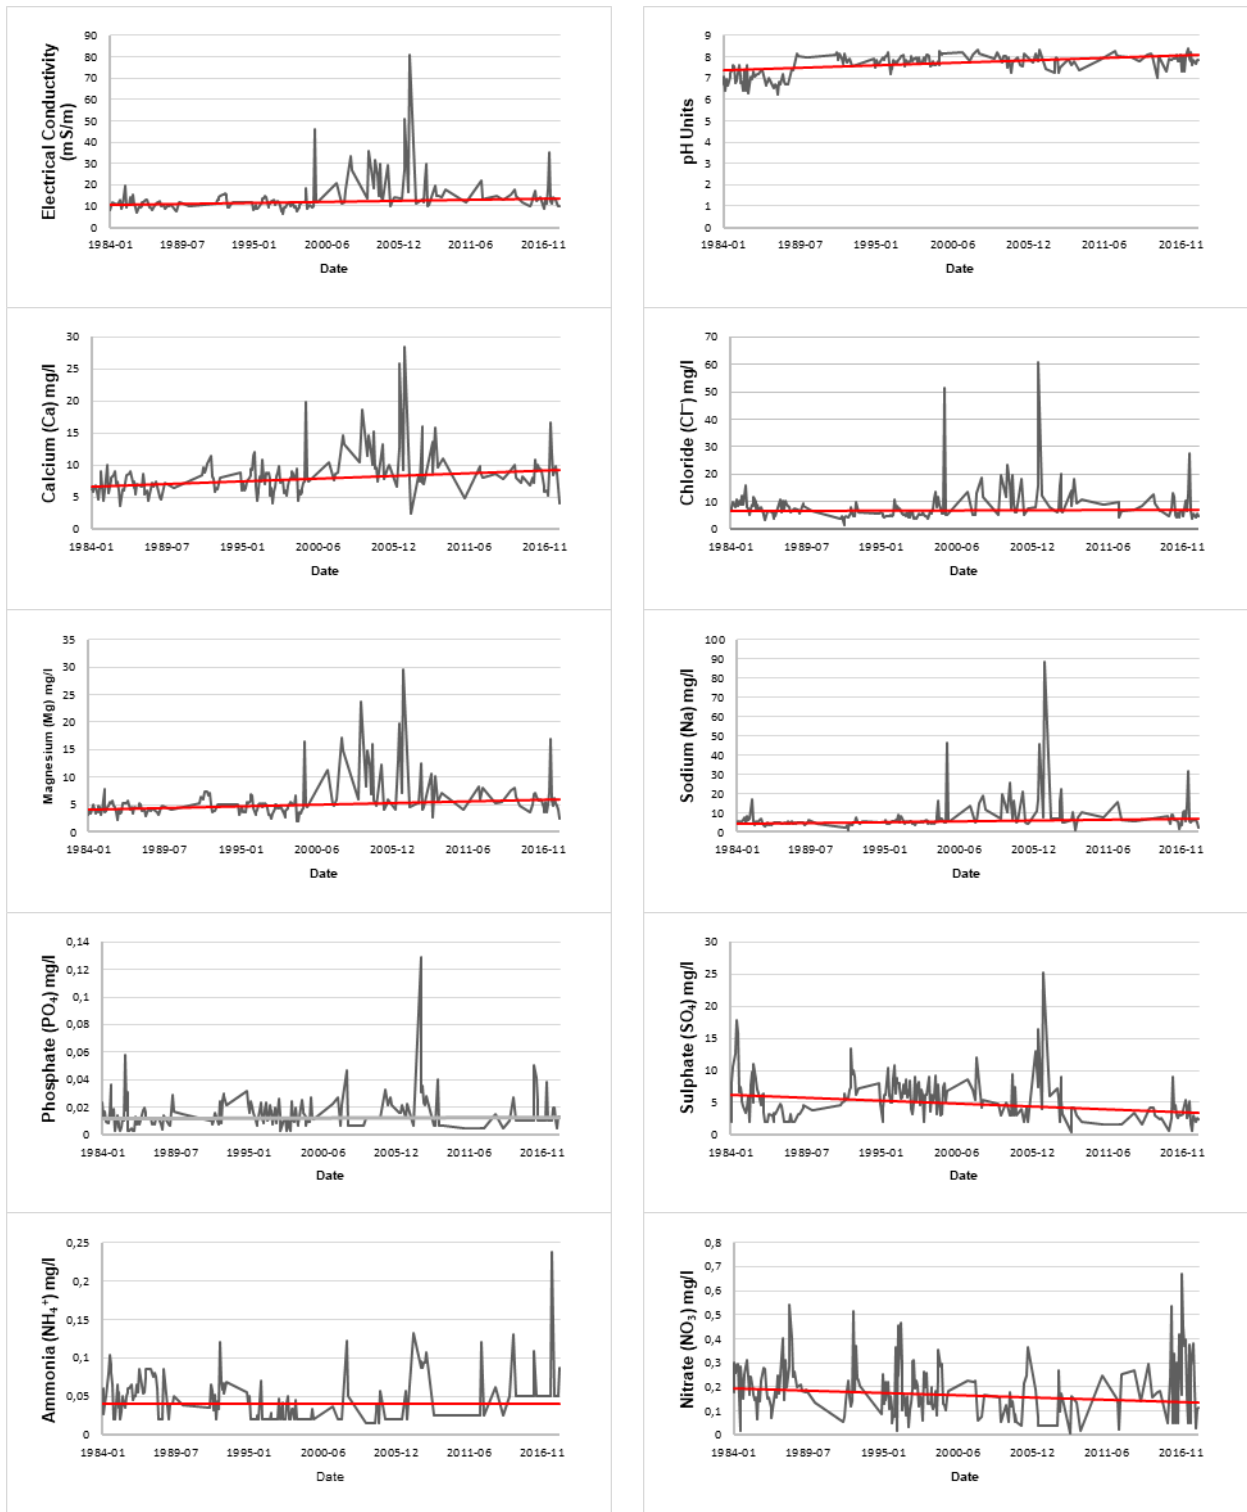 Electrical Conductivity
(mS/m)
90
80
70
60
50
40
30
20
10
0
1984-01 1989-07 1995-01 2000-06 2005-12 2011-06 2016-11
Date
pH Units
9
8
7
6
5
4
3
2
1
0
1984-01 1989-07 1995-01 2000-06 2005-12 2011-06 2016-11
Date
Calcium (Ca) mg/l
30
25
20
15
10
5
0
1984-01 1989-07 1995-01 2000-06 2005-12 2011-06 2016-11
Date
Chloride (Cl⁻) mg/l
70
60
50
40
30
20
10
0
1984-01 1989-07 1995-01 2000-06 2005-12 2011-06 2016-11
Date
Magnesium (Mg) mg/l
35
30
25
20
15
10
5
0
1984-01 1989-07 1995-01 2000-06 2005-12 2011-06 2016-11
Date
Sodium (Na) mg/l
100
90
80
70
60
50
40
30
20
10
0
1984-01 1989-07 1995-01 2000-06 2005-12 2011-06 2016-11
Date
Phosphate (PO₄) mg/l
0,14
0,12
0,1
0,08
0,06
0,04
0,02
0
1984-01 1989-07 1995-01 2000-06 2005-12 2011-06 2016-11
Date
Sulphate (SO₄) mg/l
30
25
20
15
10
5
0
1984-01 1989-07 1995-01 2000-06 2005-12 2011-06 2016-11
Date
Ammonia (NH₄⁺) mg/l
0,25
0,2
0,15
0,1
0,05
0
1984-01 1989-07 1995-01 2000-06 2005-12 2011-06 2016-11
Date
Nitrate (NO₃) mg/l
0,8
0,7
0,6
0,5
0,4
0,3
0,2
0,1
0
1984-01 1989-07 1995-01 2000-06 2005-12 2011-06 2016-11
Date